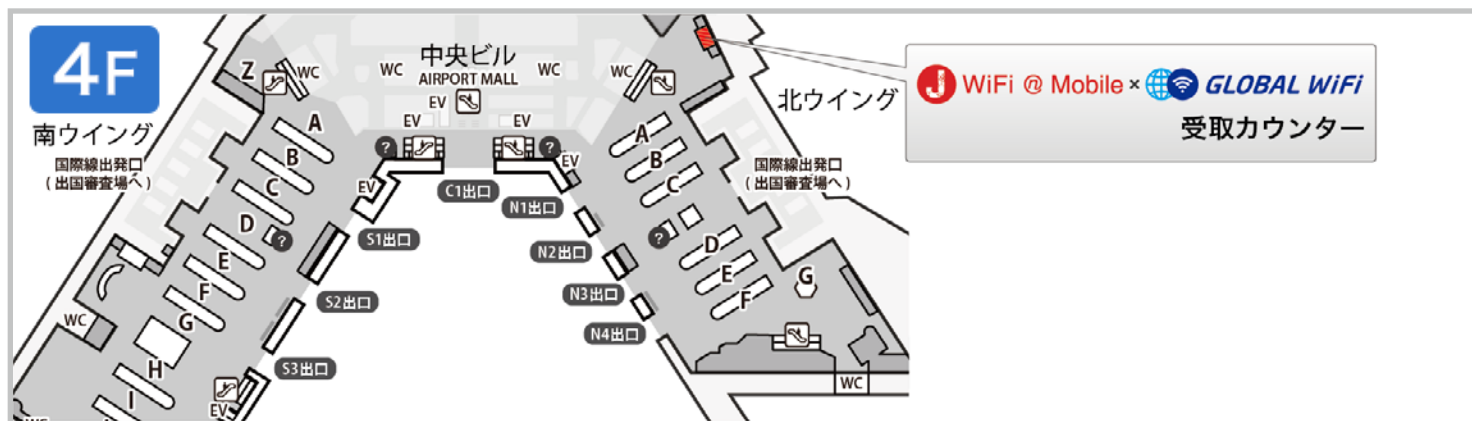 4F
南ウイング
国際線出発口
(出国審査場へ)
Z
WC
WC
中央ビル
AIRPORT MALL
EV
WC
WC
EV
EV
北ウイング
J WiFi @ Mobile × GLOBAL WiFi
受取カウンター
国際線出発口
(出国審査場へ)
A
B
C
D
?
E
F
G
H
I
WC
EV
?
EV
S1出口
S2出口
S3出口
C1出口
?
EV
N1出口
N2出口
N3出口
N4出口
A
B
C
?
D
E
F
G
WC